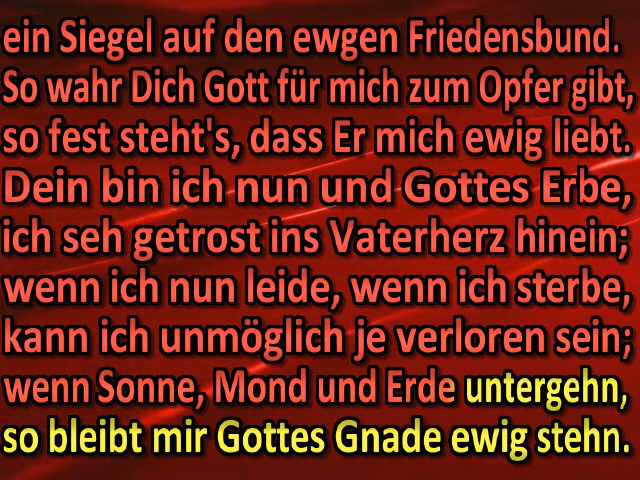 ein Siegel auf den ewgen Friedensbund.
So wahr Dich Gott für mich zum Opfer gibt,
so fest steht's, dass Er mich ewig liebt.
Dein bin ich nun und Gottes Erbe,
ich seh getrost ins Vaterherz hinein;
wenn ich nun leide, wenn ich sterbe,
kann ich unmöglich je verloren sein;
wenn Sonne, Mond und Erde untergehn,
so bleibt mir Gottes Gnade ewig stehn.